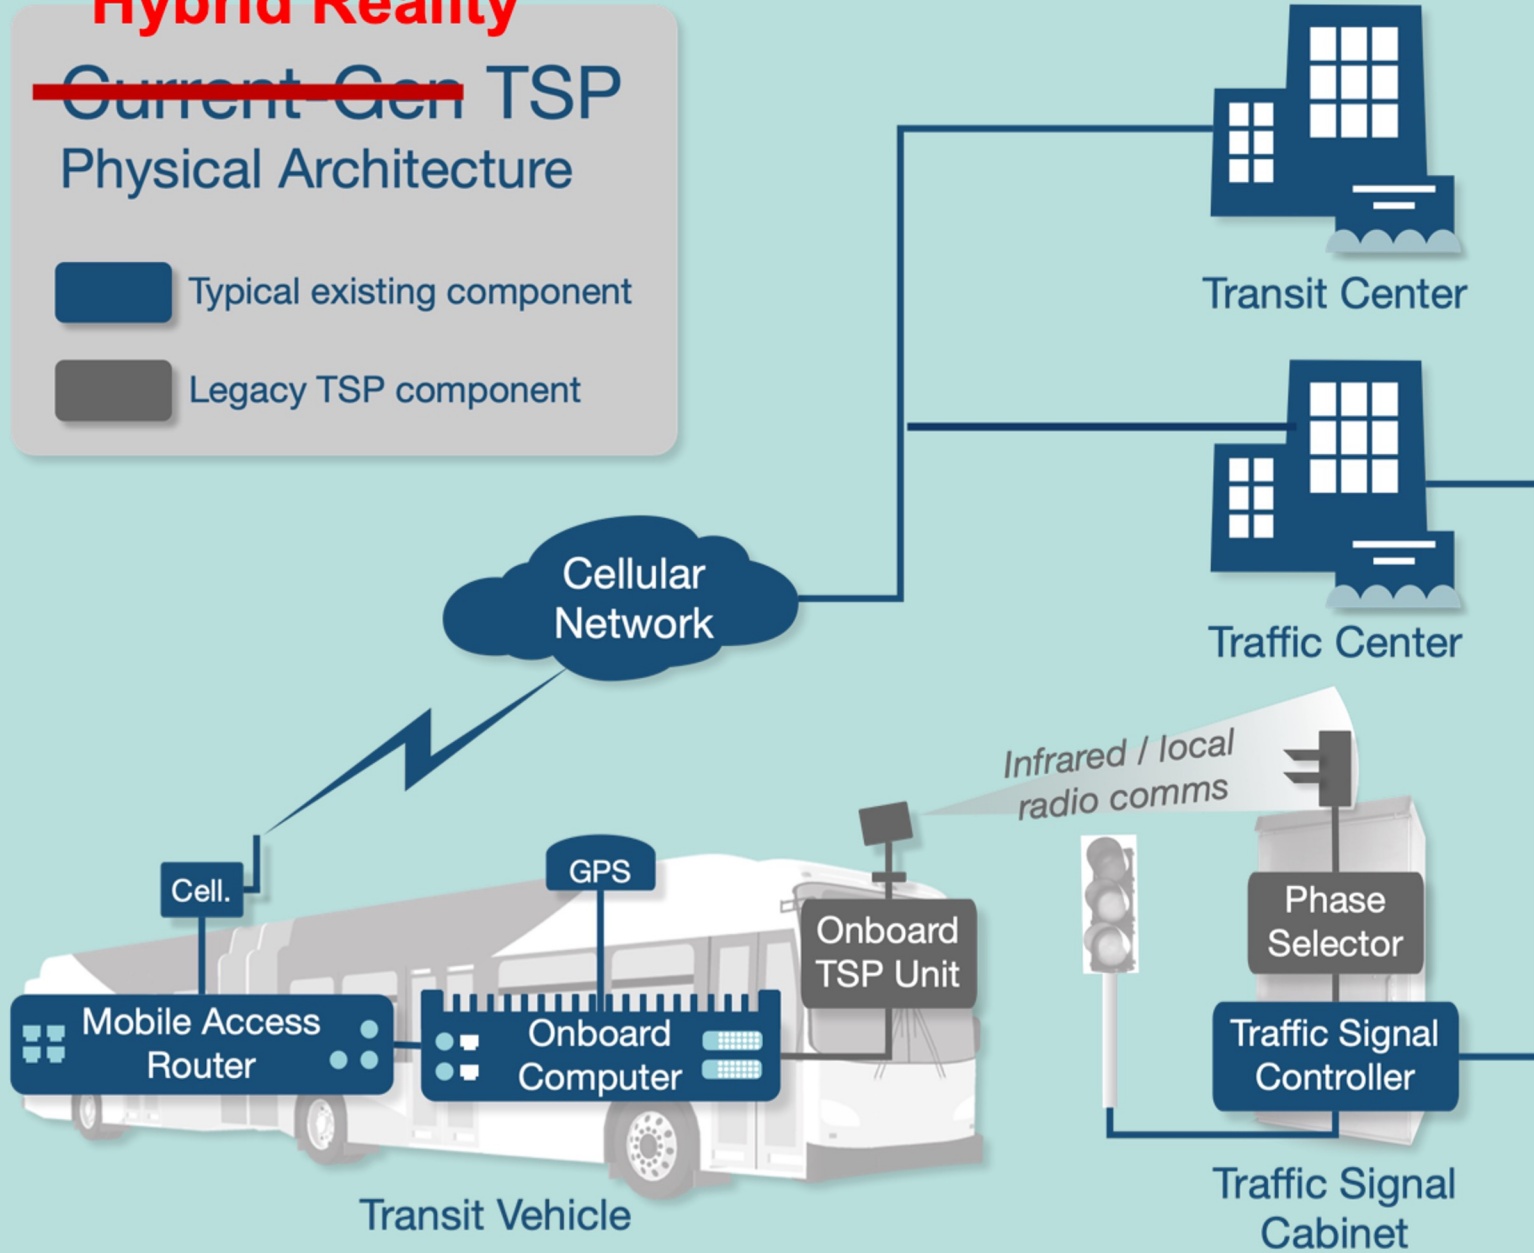 Hybrid Reality
Current-Gen TSP
Physical Architecture
Typical existing component
Legacy TSP component
Transit Center
Traffic Center
Cellular
Network
Infrared / local
radio comms
Cell.
GPS
Onboard
TSP Unit
Phase
Selector
Mobile Access
Router
Onboard
Computer
Traffic Signal
Controller
Transit Vehicle
Traffic Signal
Cabinet